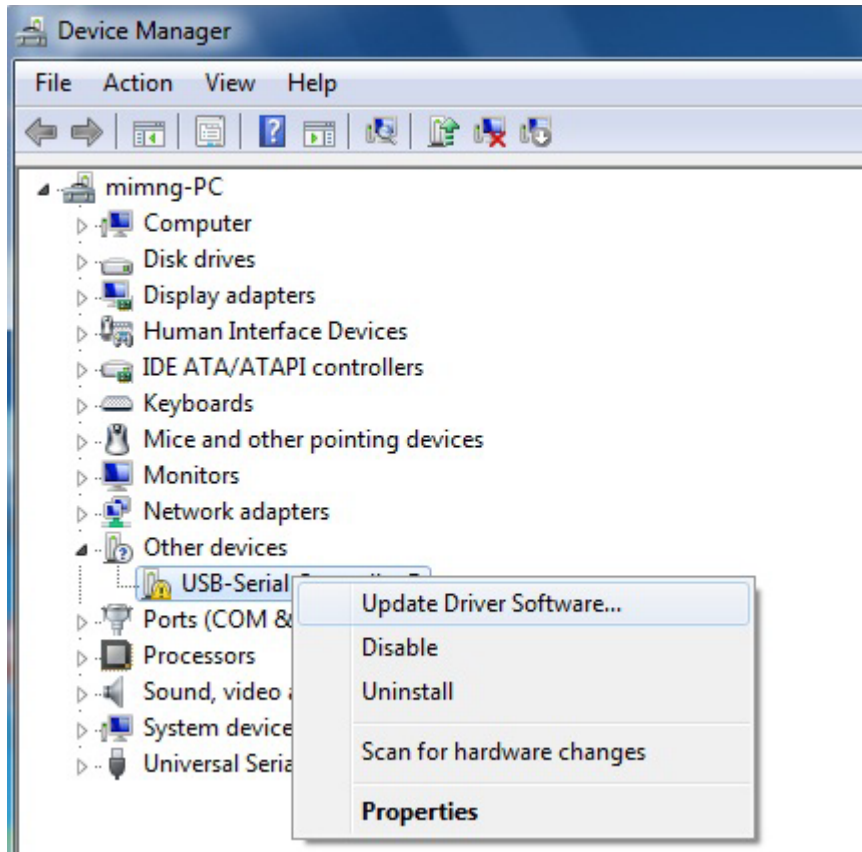 Device Manager
File Action View Help
mimng-PC
Computer
Disk drives
Display adapters
Human Interface Devices
IDE ATA/ATAPI controllers
Keyboards
Mice and other pointing devices
Monitors
Network adapters
Other devices
USB-Serial
Update Driver Software...
Ports (COM &
Disable
Processors
Sound, video
Uninstall
System device
Scan for hardware changes
Universal Seria
Properties